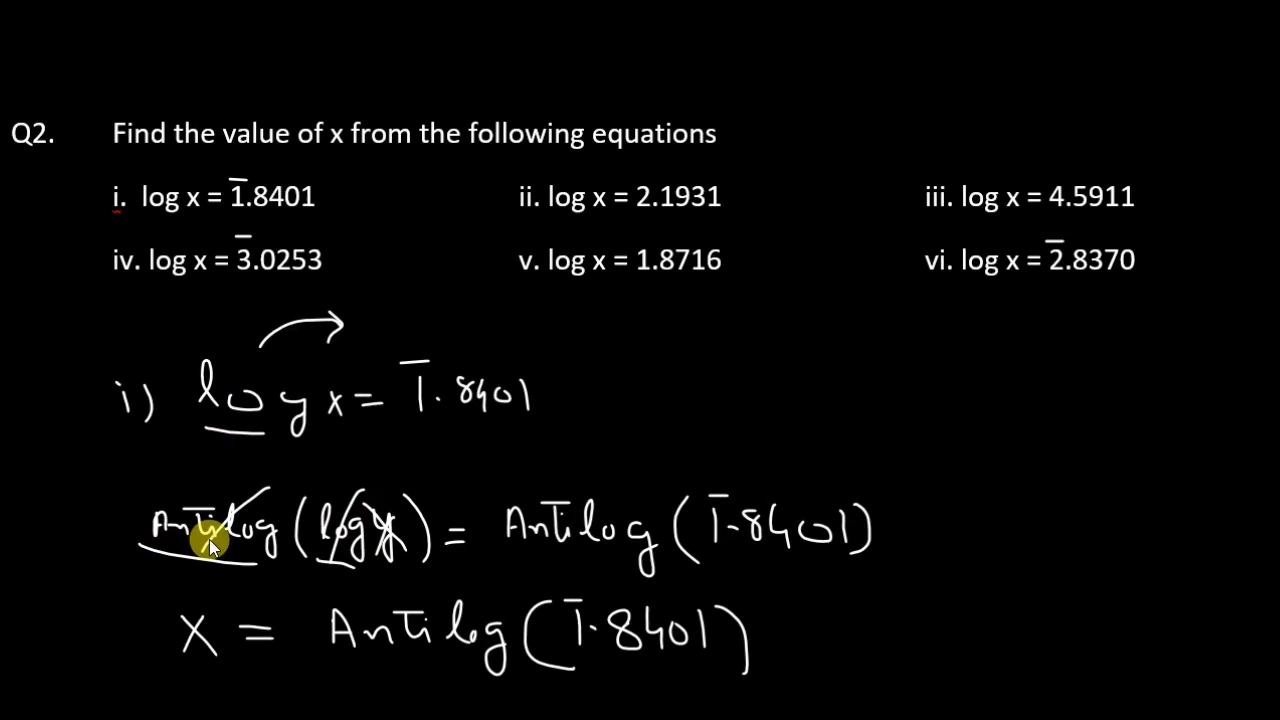 Q2. Find the value of x from the following equations
i. log x = 1̅.8401 ii. log x = 2.1931 iii. log x = 4.5911
iv. log x = 3̅.0253 v. log x = 1.8716 vi. log x = 2̅.8370
i) log x = 1̅.8401
Antilog (log x) = Antilog (1̅.8401)
x = Antilog (1̅.8401)